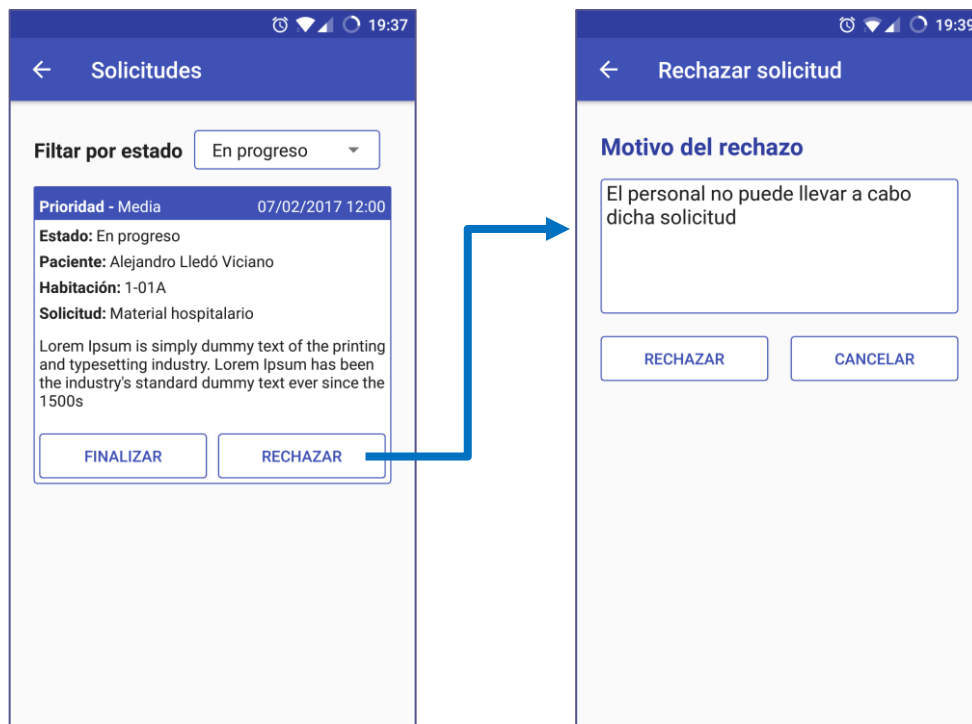 19:37
Solicitudes
Filtar por estado En progreso
Prioridad - Media 07/02/2017 12:00
Estado: En progreso
Paciente: Alejandro Lledó Viciano
Habitación: 1-01A
Solicitud: Material hospitalario
Lorem Ipsum is simply dummy text of the printing
and typesetting industry. Lorem Ipsum has been
the industry's standard dummy text ever since the
1500s
FINALIZAR RECHAZAR
19:39
Rechazar solicitud
Motivo del rechazo
El personal no puede llevar a cabo
dicha solicitud
RECHAZAR CANCELAR